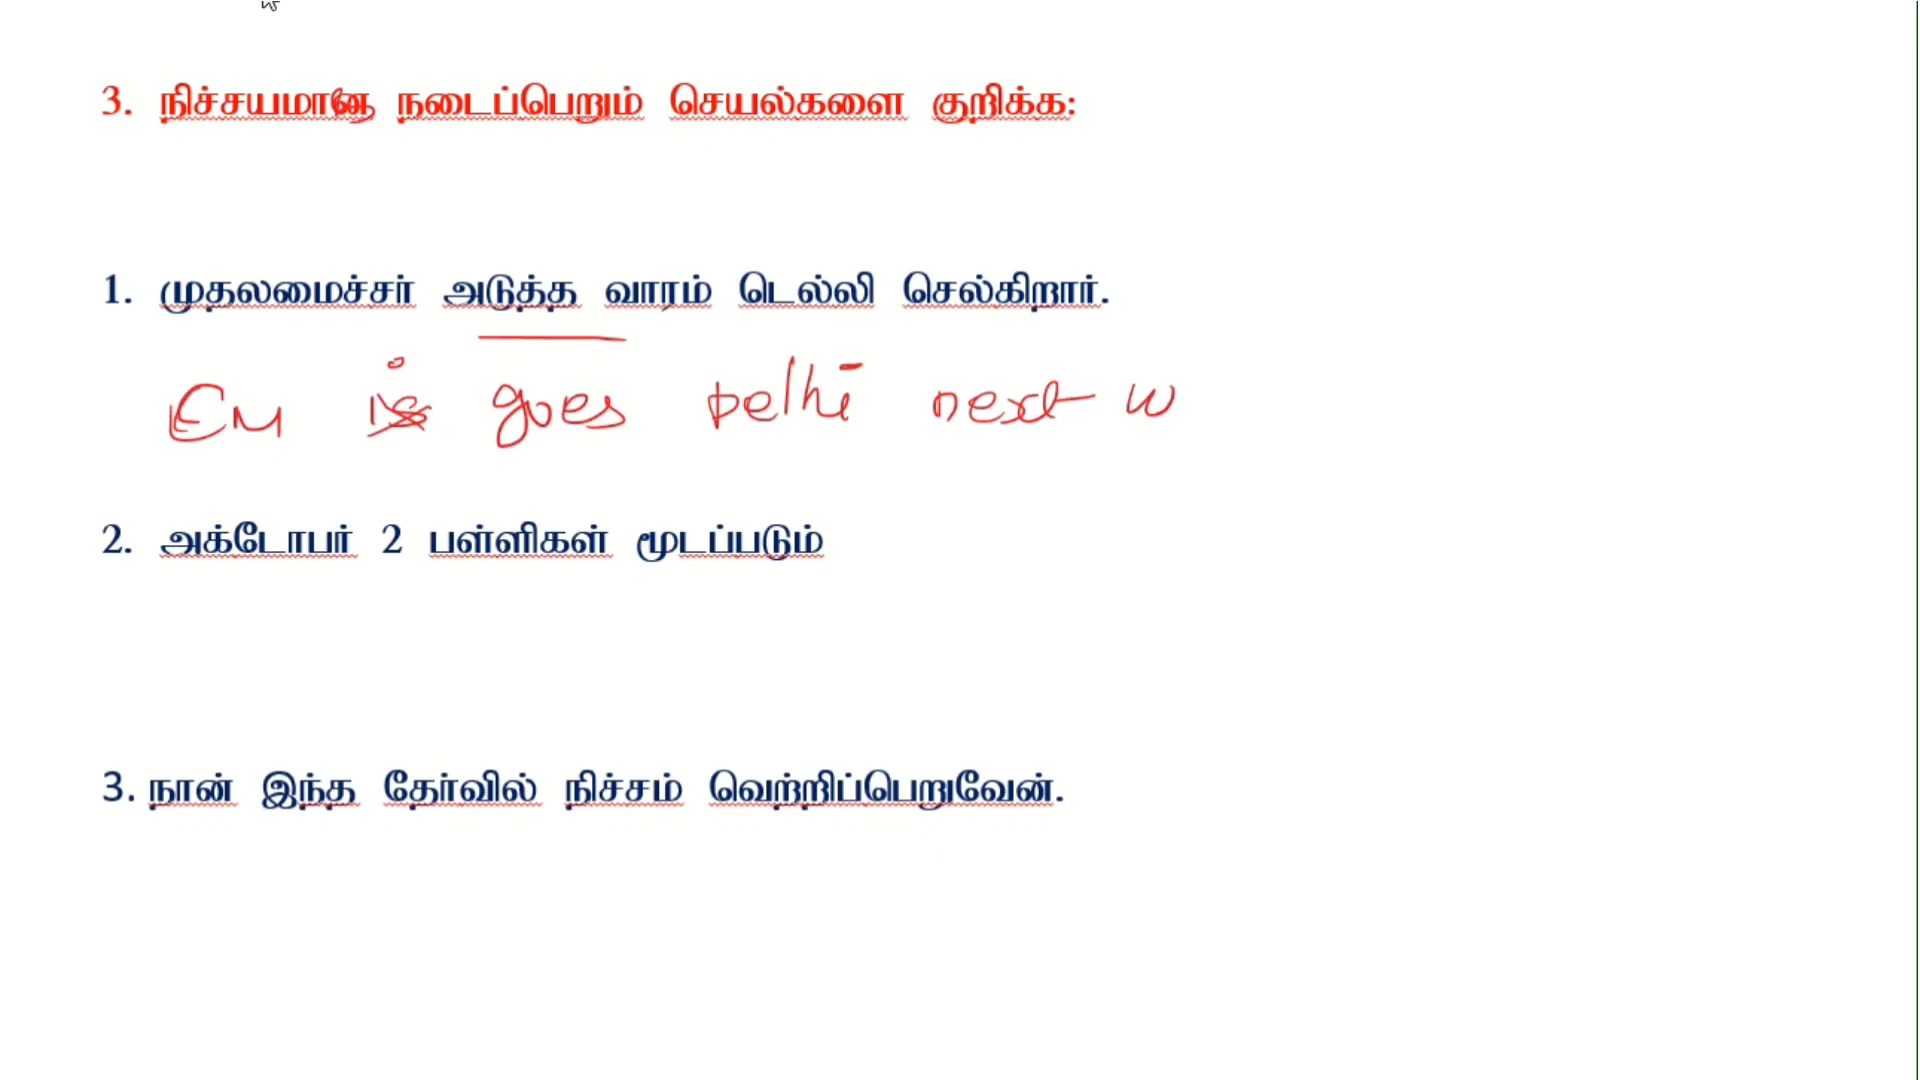 3. நிச்சயமான நடைப்பெறும் செயல்களை குறிக்க:
1. முதலமைச்சர் அடுத்த வாரம் டெல்லி செல்கிறார்.
CM is goes Delhi next w
2. அக்டோபர் 2 பள்ளிகள் மூடப்படும்
3. நான் இந்த தேர்வில் நிச்சம் வெற்றிப்பெறுவேன்.